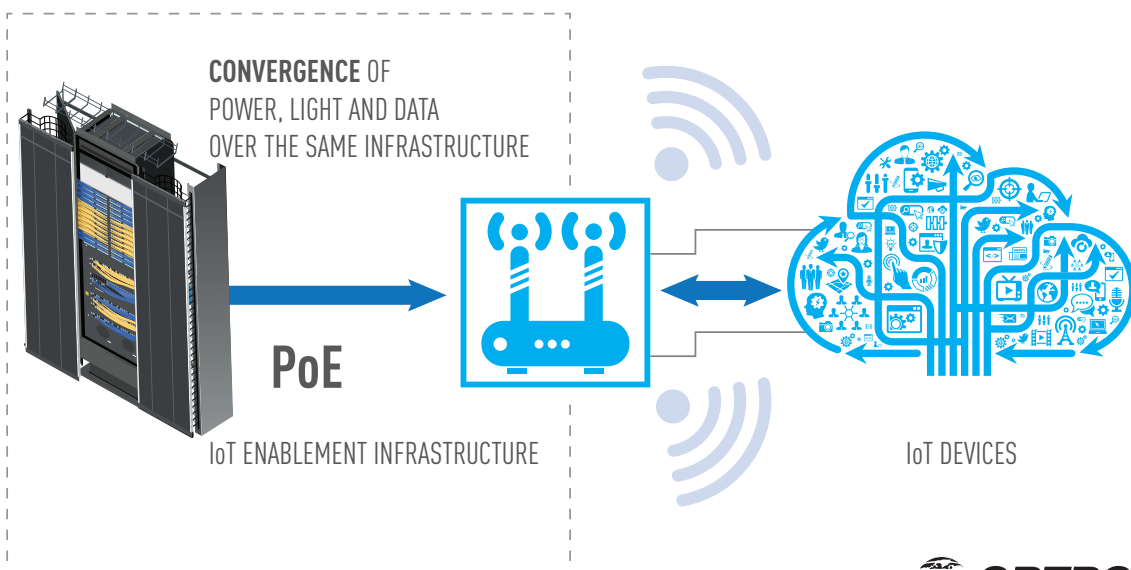 CONVERGENCE OF
POWER, LIGHT AND DATA
OVER THE SAME INFRASTRUCTURE
PoE
IoT ENABLEMENT INFRASTRUCTURE
IoT DEVICES